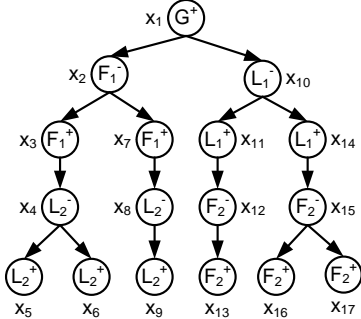 x₁ G⁺
x₂ F₁⁻ L₁⁻ x₁₀
x₃ F₁⁺ x₇ F₁⁺ L₁⁺ x₁₁ L₁⁺ x₁₄
x₄ L₂⁻ x₈ L₂⁻ F₂⁻ x₁₂ F₂⁻ x₁₅
L₂⁺ L₂⁺ L₂⁺ F₂⁺ F₂⁺ F₂⁺
x₅ x₆ x₉ x₁₃ x₁₆ x₁₇